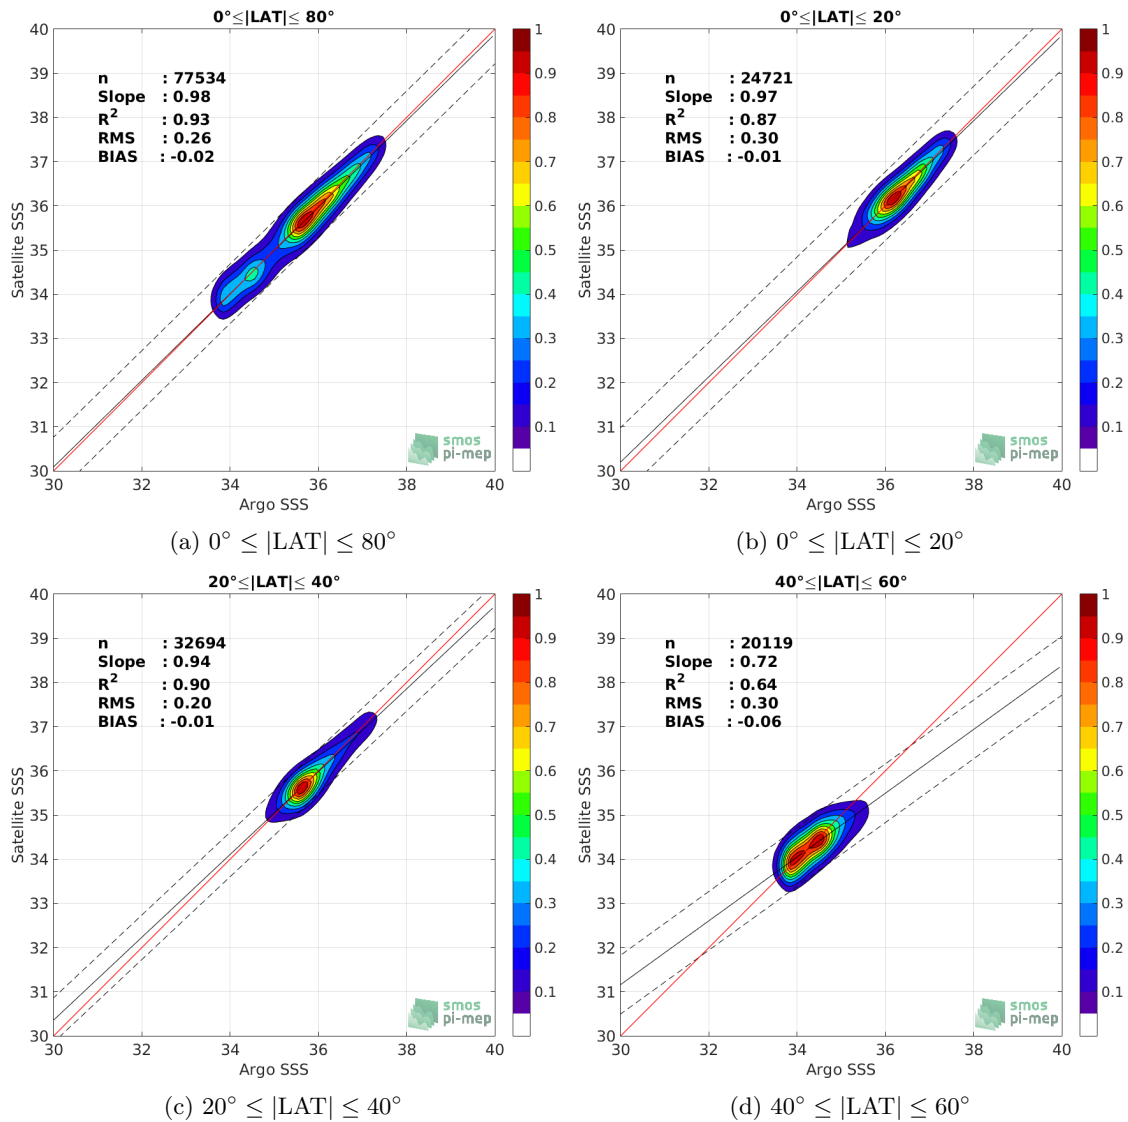 0°≤|LAT|≤ 80°
40
39
38
37
36
35
34
33
32
31
30
Satellite SSS
n : 77534
Slope : 0.98
R² : 0.93
RMS : 0.26
BIAS : -0.02
smos
pi-mep
30 32 34 36 38 40
Argo SSS
1
0.9
0.8
0.7
0.6
0.5
0.4
0.3
0.2
0.1
(a) 0° ≤ |LAT| ≤ 80°
0°≤|LAT|≤ 20°
40
39
38
37
36
35
34
33
32
31
30
Satellite SSS
n : 24721
Slope : 0.97
R² : 0.87
RMS : 0.30
BIAS : -0.01
smos
pi-mep
30 32 34 36 38 40
Argo SSS
1
0.9
0.8
0.7
0.6
0.5
0.4
0.3
0.2
0.1
(b) 0° ≤ |LAT| ≤ 20°
20°≤|LAT|≤ 40°
40
39
38
37
36
35
34
33
32
31
30
Satellite SSS
n : 32694
Slope : 0.94
R² : 0.90
RMS : 0.20
BIAS : -0.01
smos
pi-mep
30 32 34 36 38 40
Argo SSS
1
0.9
0.8
0.7
0.6
0.5
0.4
0.3
0.2
0.1
(c) 20° ≤ |LAT| ≤ 40°
40°≤|LAT|≤ 60°
40
39
38
37
36
35
34
33
32
31
30
Satellite SSS
n : 20119
Slope : 0.72
R² : 0.64
RMS : 0.30
BIAS : -0.06
smos
pi-mep
30 32 34 36 38 40
Argo SSS
1
0.9
0.8
0.7
0.6
0.5
0.4
0.3
0.2
0.1
(d) 40° ≤ |LAT| ≤ 60°